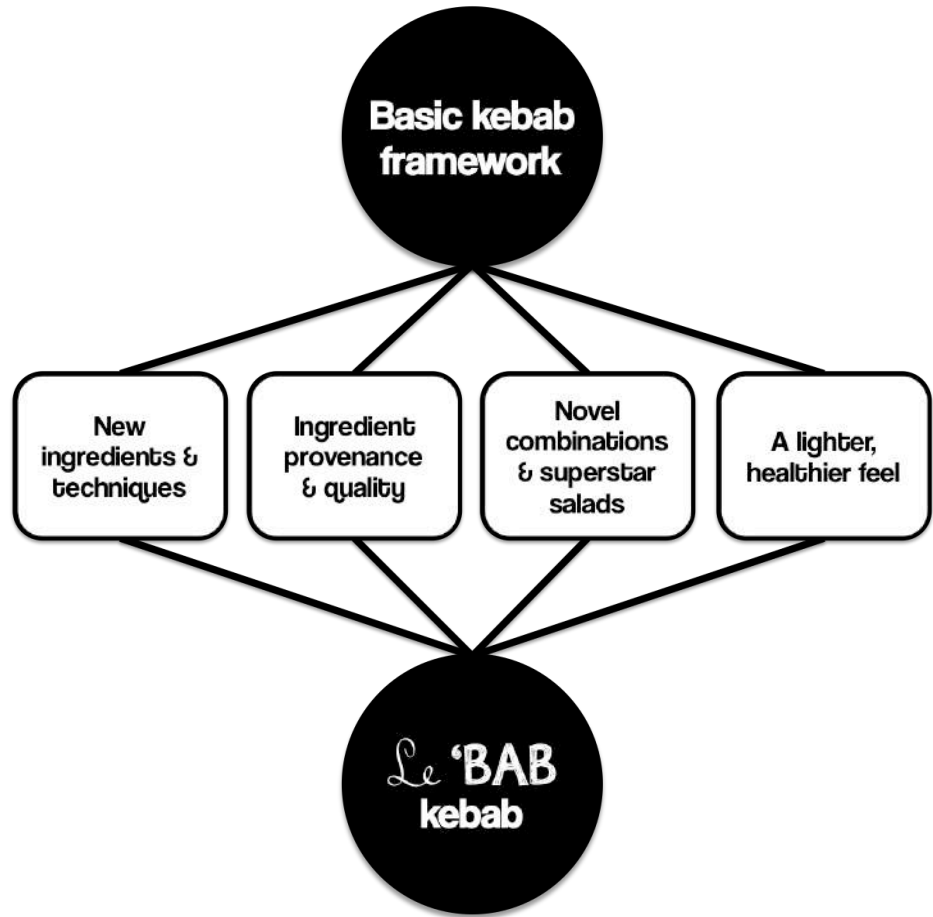 Basic kebab
framework
New
ingredients &
techniques
Ingredient
provenance
& quality
Novel
combinations
& superstar
salads
A lighter,
healthier feel
Le ‘BAB
kebab